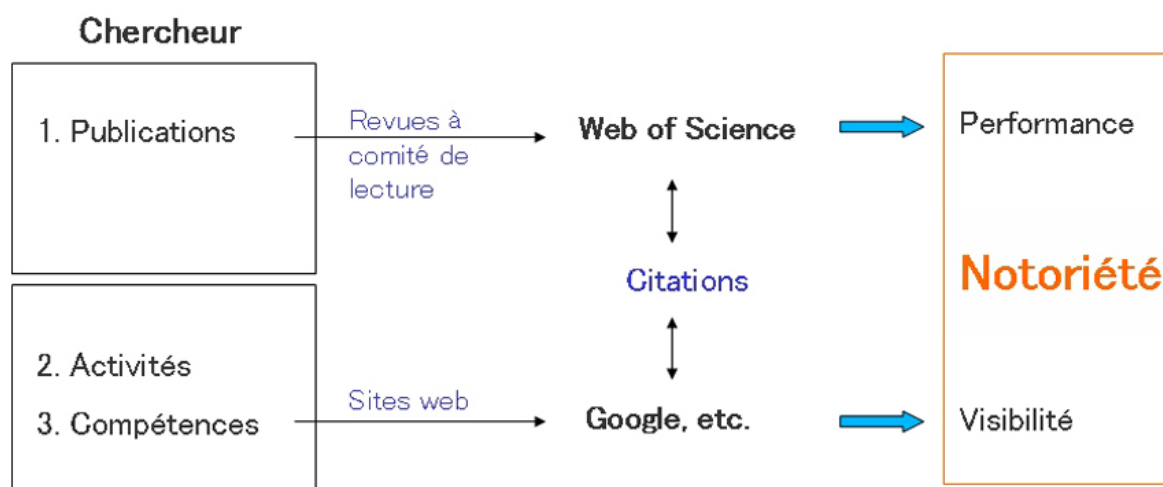 Chercheur
1. Publications
Revues à
comité de
lecture
Web of Science
Performance
Citations
Notoriété
2. Activités
3. Compétences
Sites web
Google, etc.
Visibilité